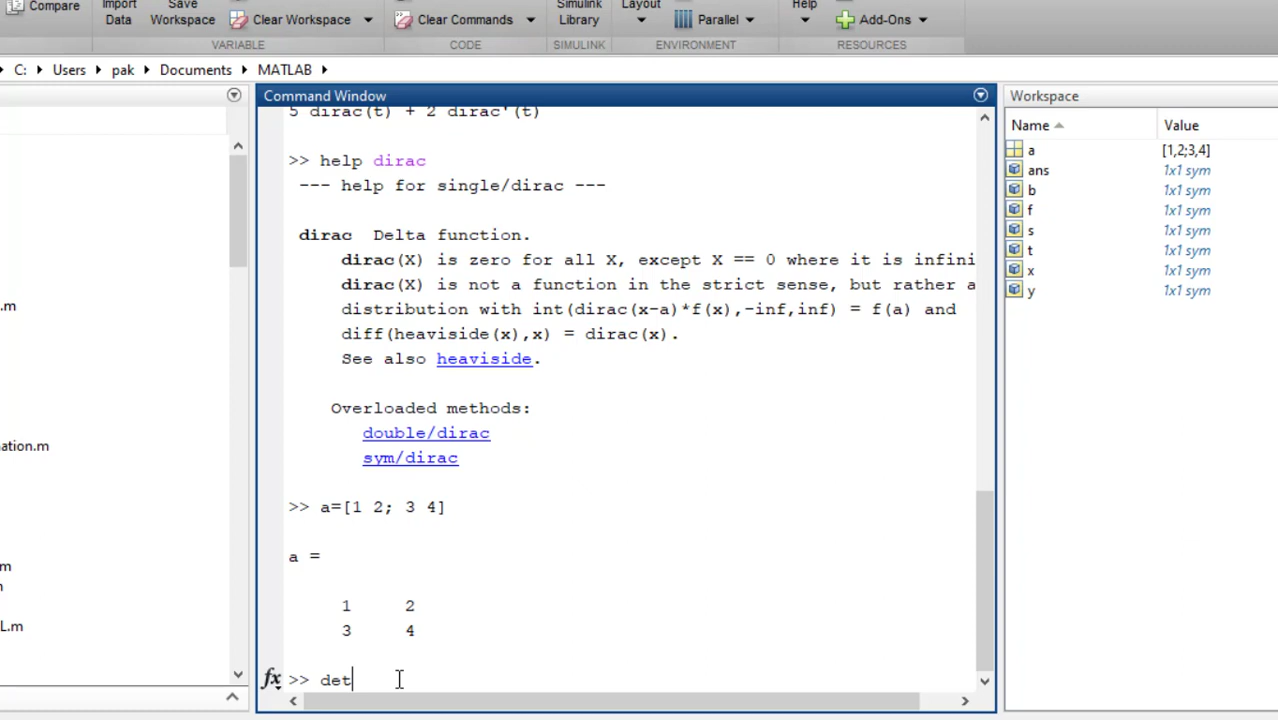 Compare
Import
Data
Save
Workspace
Clear Workspace
Clear Commands
Simulink
Library
Layout
Parallel
Help
Add-Ons
VARIABLE
CODE
SIMULINK
ENVIRONMENT
RESOURCES
C: Users pak Documents MATLAB
.m
ation.m
m
L.m
Command Window
5 dirac(t) + 2 dirac'(t)
>> help dirac
--- help for single/dirac ---
dirac Delta function.
dirac(X) is zero for all X, except X == 0 where it is infini
dirac(X) is not a function in the strict sense, but rather a
distribution with int(dirac(x-a)*f(x),-inf,inf) = f(a) and
diff(heaviside(x),x) = dirac(x).
See also heaviside.
Overloaded methods:
double/dirac
sym/dirac
>> a=[1 2; 3 4]
a =
1 2
3 4
fx >> det
Workspace
Name Value
a [1,2;3,4]
ans 1x1 sym
b 1x1 sym
f 1x1 sym
s 1x1 sym
t 1x1 sym
x 1x1 sym
y 1x1 sym